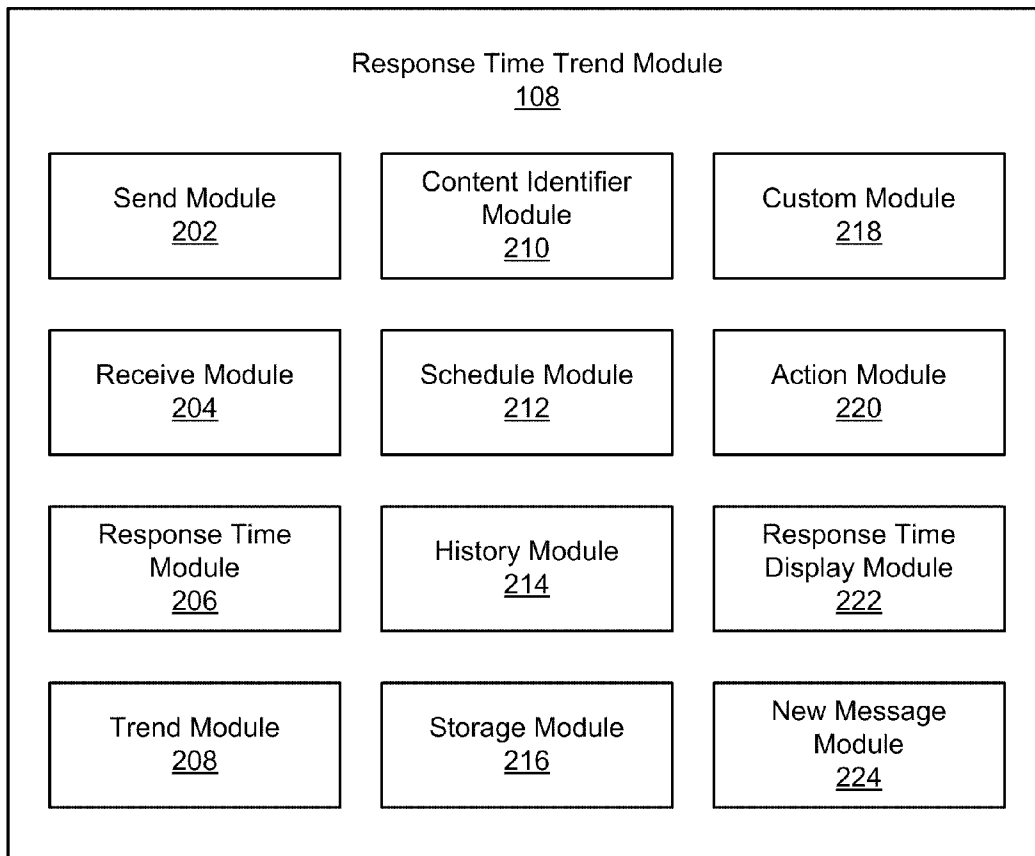 Response Time Trend Module
108
Send Module
202
Content Identifier
Module
210
Custom Module
218
Receive Module
204
Schedule Module
212
Action Module
220
Response Time
Module
206
History Module
214
Response Time
Display Module
222
Trend Module
208
Storage Module
216
New Message
Module
224